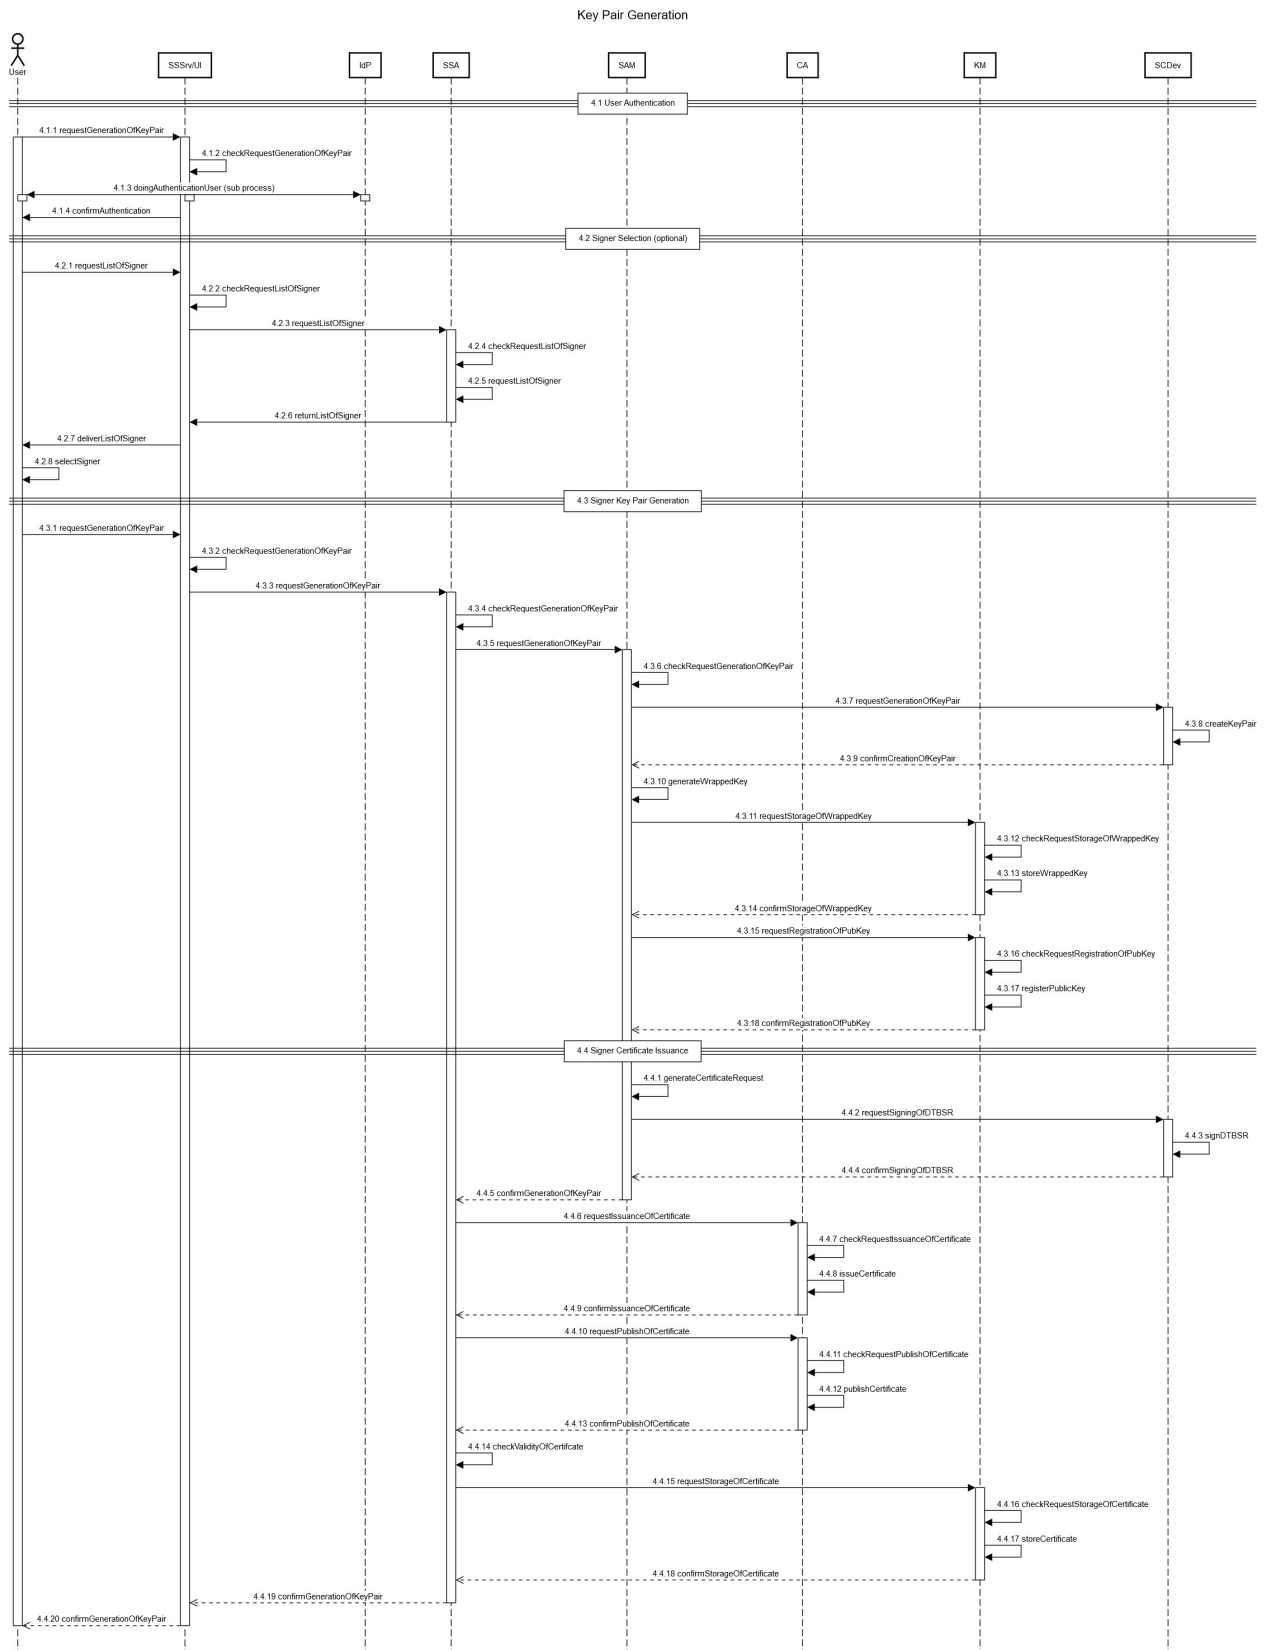 Key Pair Generation
User
SSSrv/UI
IdP
SSA
SAM
CA
KM
SCDev
4.1 User Authentication
4.1.1 requestGenerationOfKeyPair
4.1.2 checkRequestGenerationOfKeyPair
4.1.3 doingAuthenticationUser (sub process)
4.1.4 confirmAuthentication
4.2 Signer Selection (optional)
4.2.1 requestListOfSigner
4.2.2 checkRequestListOfSigner
4.2.3 requestListOfSigner
4.2.4 checkRequestListOfSigner
4.2.5 requestListOfSigner
4.2.6 returnListOfSigner
4.2.7 deliverListOfSigner
4.2.8 selectSigner
4.3 Signer Key Pair Generation
4.3.1 requestGenerationOfKeyPair
4.3.2 checkRequestGenerationOfKeyPair
4.3.3 requestGenerationOfKeyPair
4.3.4 checkRequestGenerationOfKeyPair
4.3.5 requestGenerationOfKeyPair
4.3.6 checkRequestGenerationOfKeyPair
4.3.7 requestGenerationOfKeyPair
4.3.8 createKeyPair
4.3.9 confirmCreationOfKeyPair
4.3.10 generateWrappedKey
4.3.11 requestStorageOfWrappedKey
4.3.12 checkRequestStorageOfWrappedKey
4.3.13 storeWrappedKey
4.3.14 confirmStorageOfWrappedKey
4.3.15 requestRegistrationOfPubKey
4.3.16 checkRequestRegistrationOfPubKey
4.3.17 registerPublicKey
4.3.18 confirmRegistrationOfPubKey
4.4 Signer Certificate Issuance
4.4.1 generateCertificateRequest
4.4.2 requestSigningOfDTBSR
4.4.3 signDTBSR
4.4.4 confirmSigningOfDTBSR
4.4.5 confirmGenerationOfKeyPair
4.4.6 requestIssuanceOfCertificate
4.4.7 checkRequestIssuanceOfCertificate
4.4.8 issueCertificate
4.4.9 confirmIssuanceOfCertificate
4.4.10 requestPublishOfCertificate
4.4.11 checkRequestPublishOfCertificate
4.4.12 publishCertificate
4.4.13 confirmPublishOfCertificate
4.4.14 checkValidityOfCertifcate
4.4.15 requestStorageOfCertificate
4.4.16 checkRequestStorageOfCertificate
4.4.17 storeCertificate
4.4.18 confirmStorageOfCertificate
4.4.19 confirmGenerationOfKeyPair
4.4.20 confirmGenerationOfKeyPair